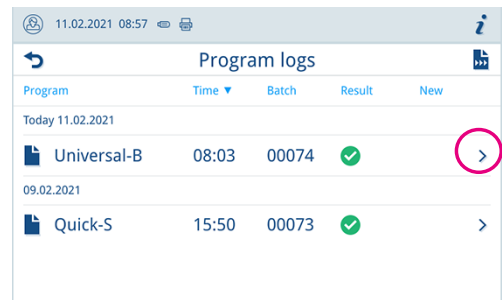 11.02.2021 08:57
Program logs
Program Time ▼ Batch Result New
Today 11.02.2021
Universal-B 08:03 00074
09.02.2021
Quick-S 15:50 00073